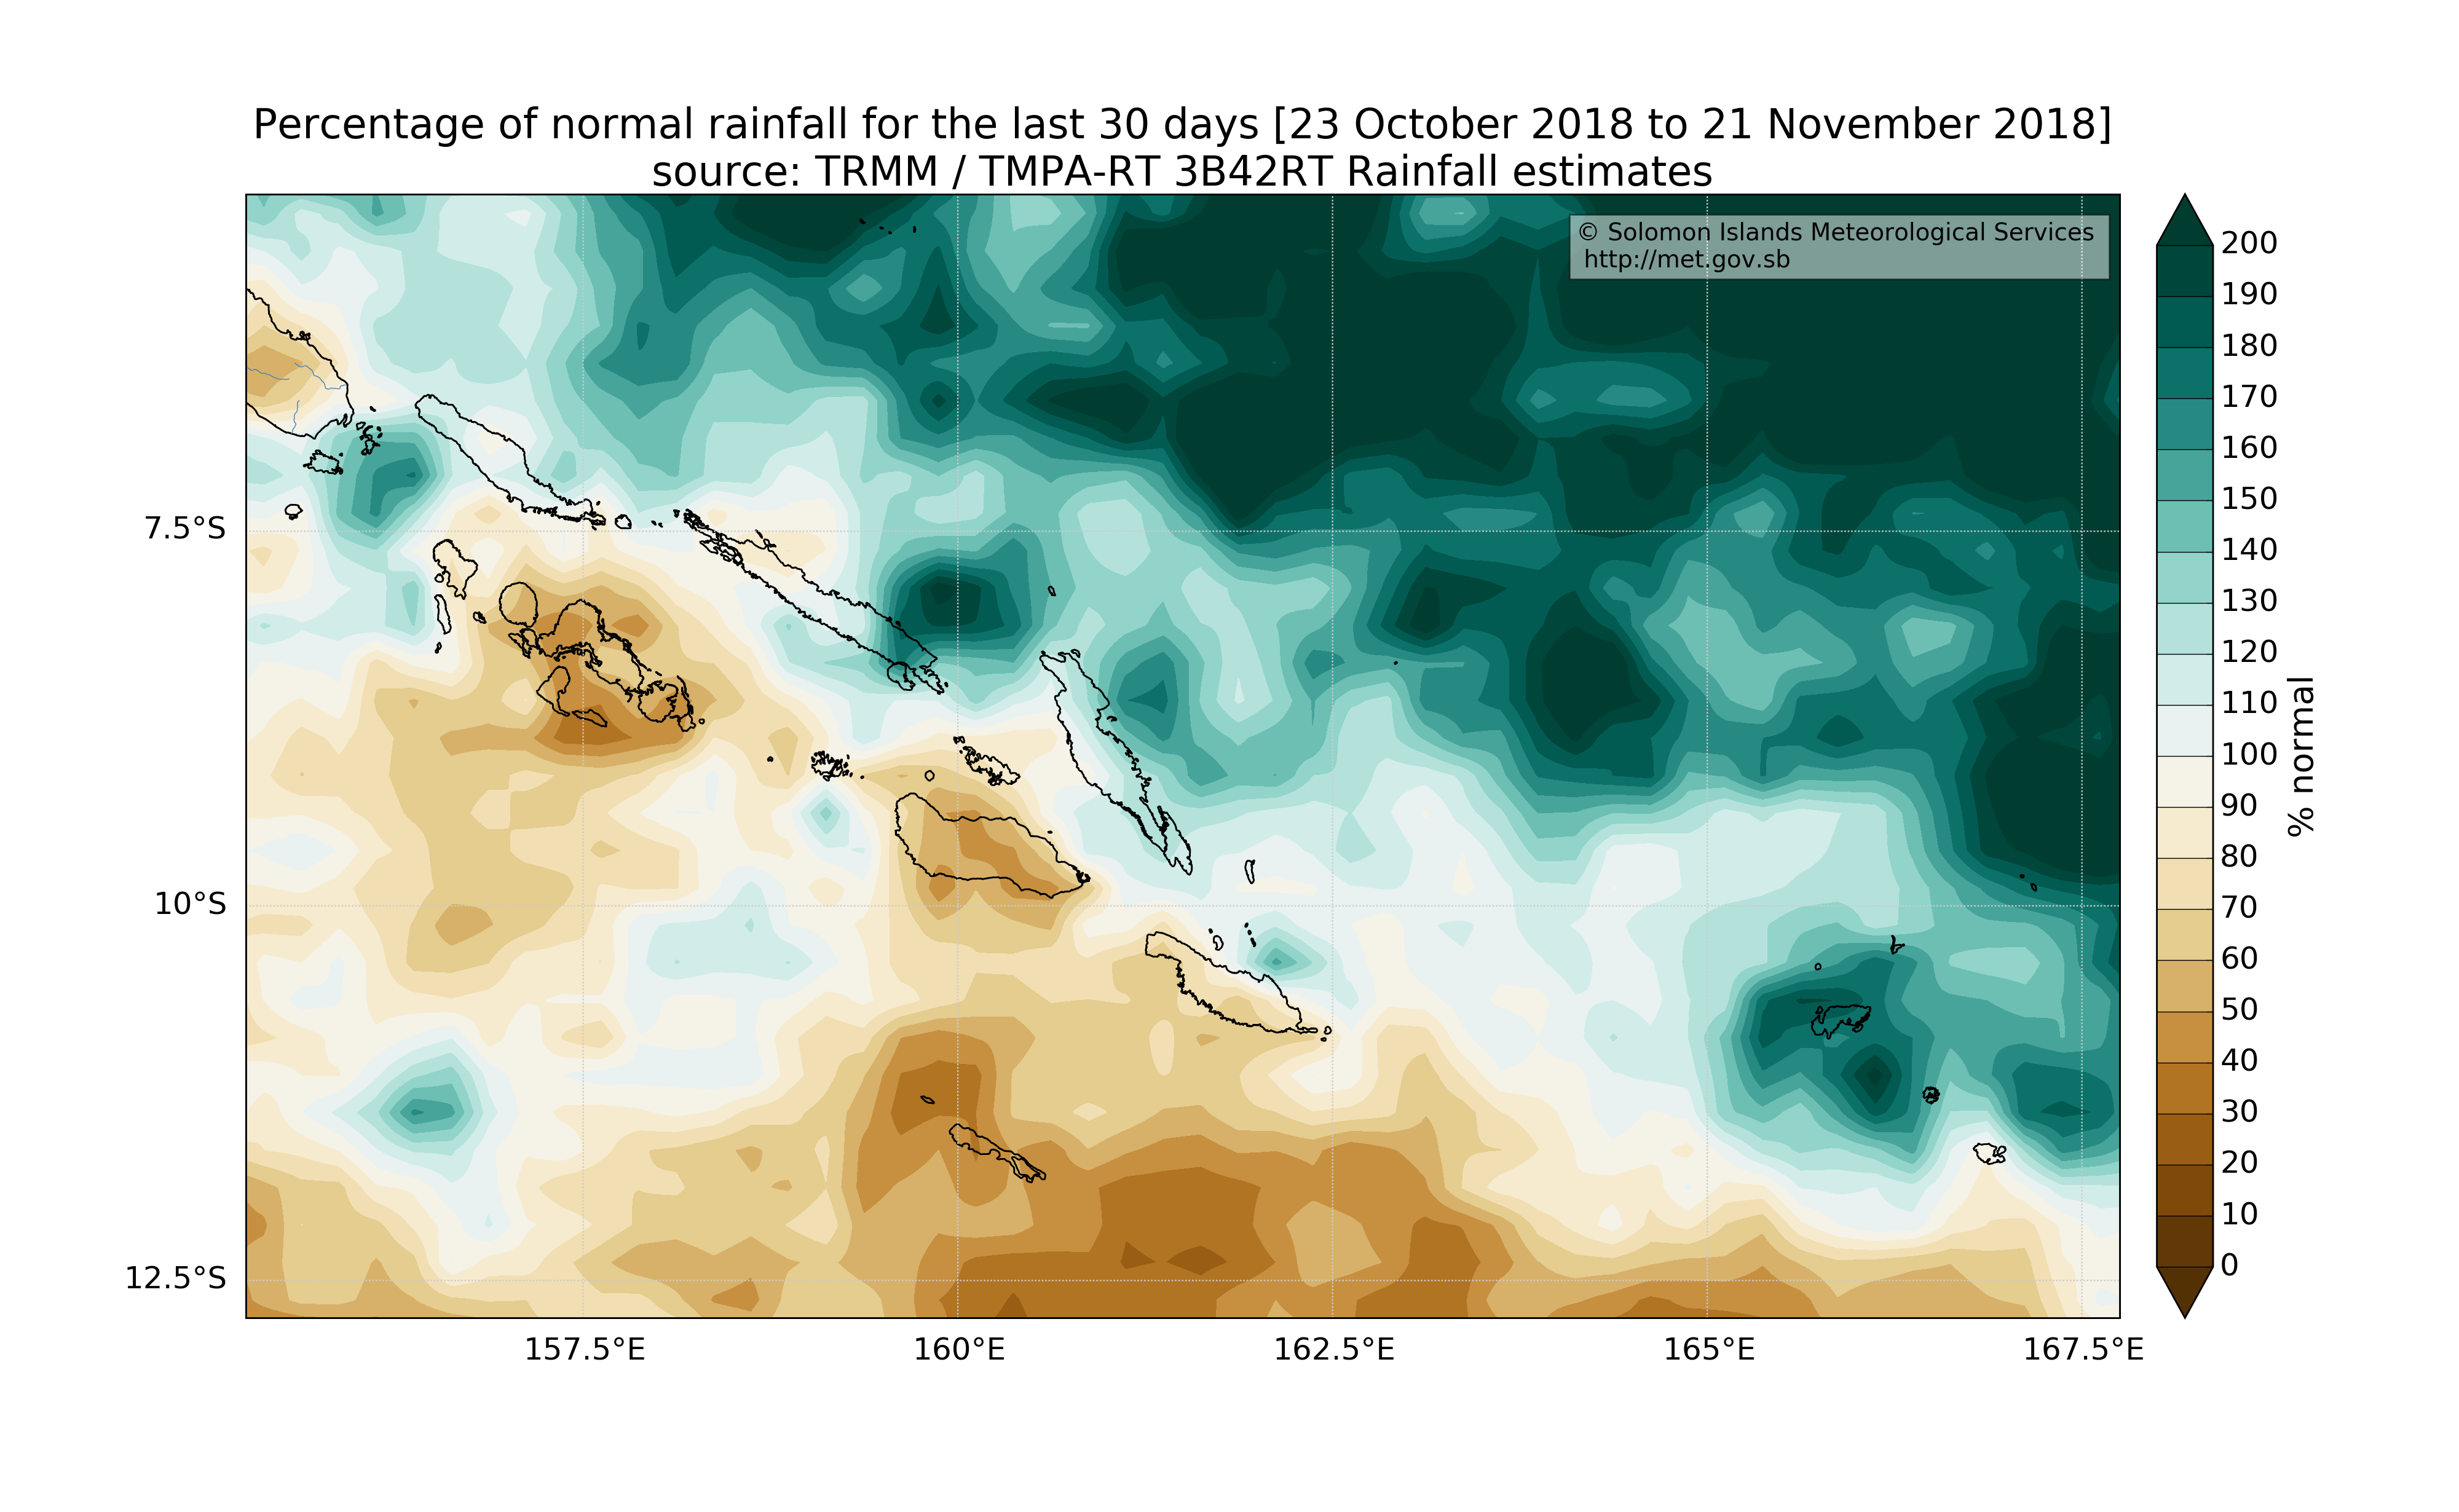 Percentage of normal rainfall for the last 30 days [23 October 2018 to 21 November 2018]
source: TRMM / TMPA-RT 3B42RT Rainfall estimates
© Solomon Islands Meteorological Services
http://met.gov.sb
7.5°S
10°S
12.5°S
157.5°E
160°E
162.5°E
165°E
167.5°E
200
190
180
170
160
150
140
130
120
110
100
90
80
70
60
50
40
30
20
10
0
% normal